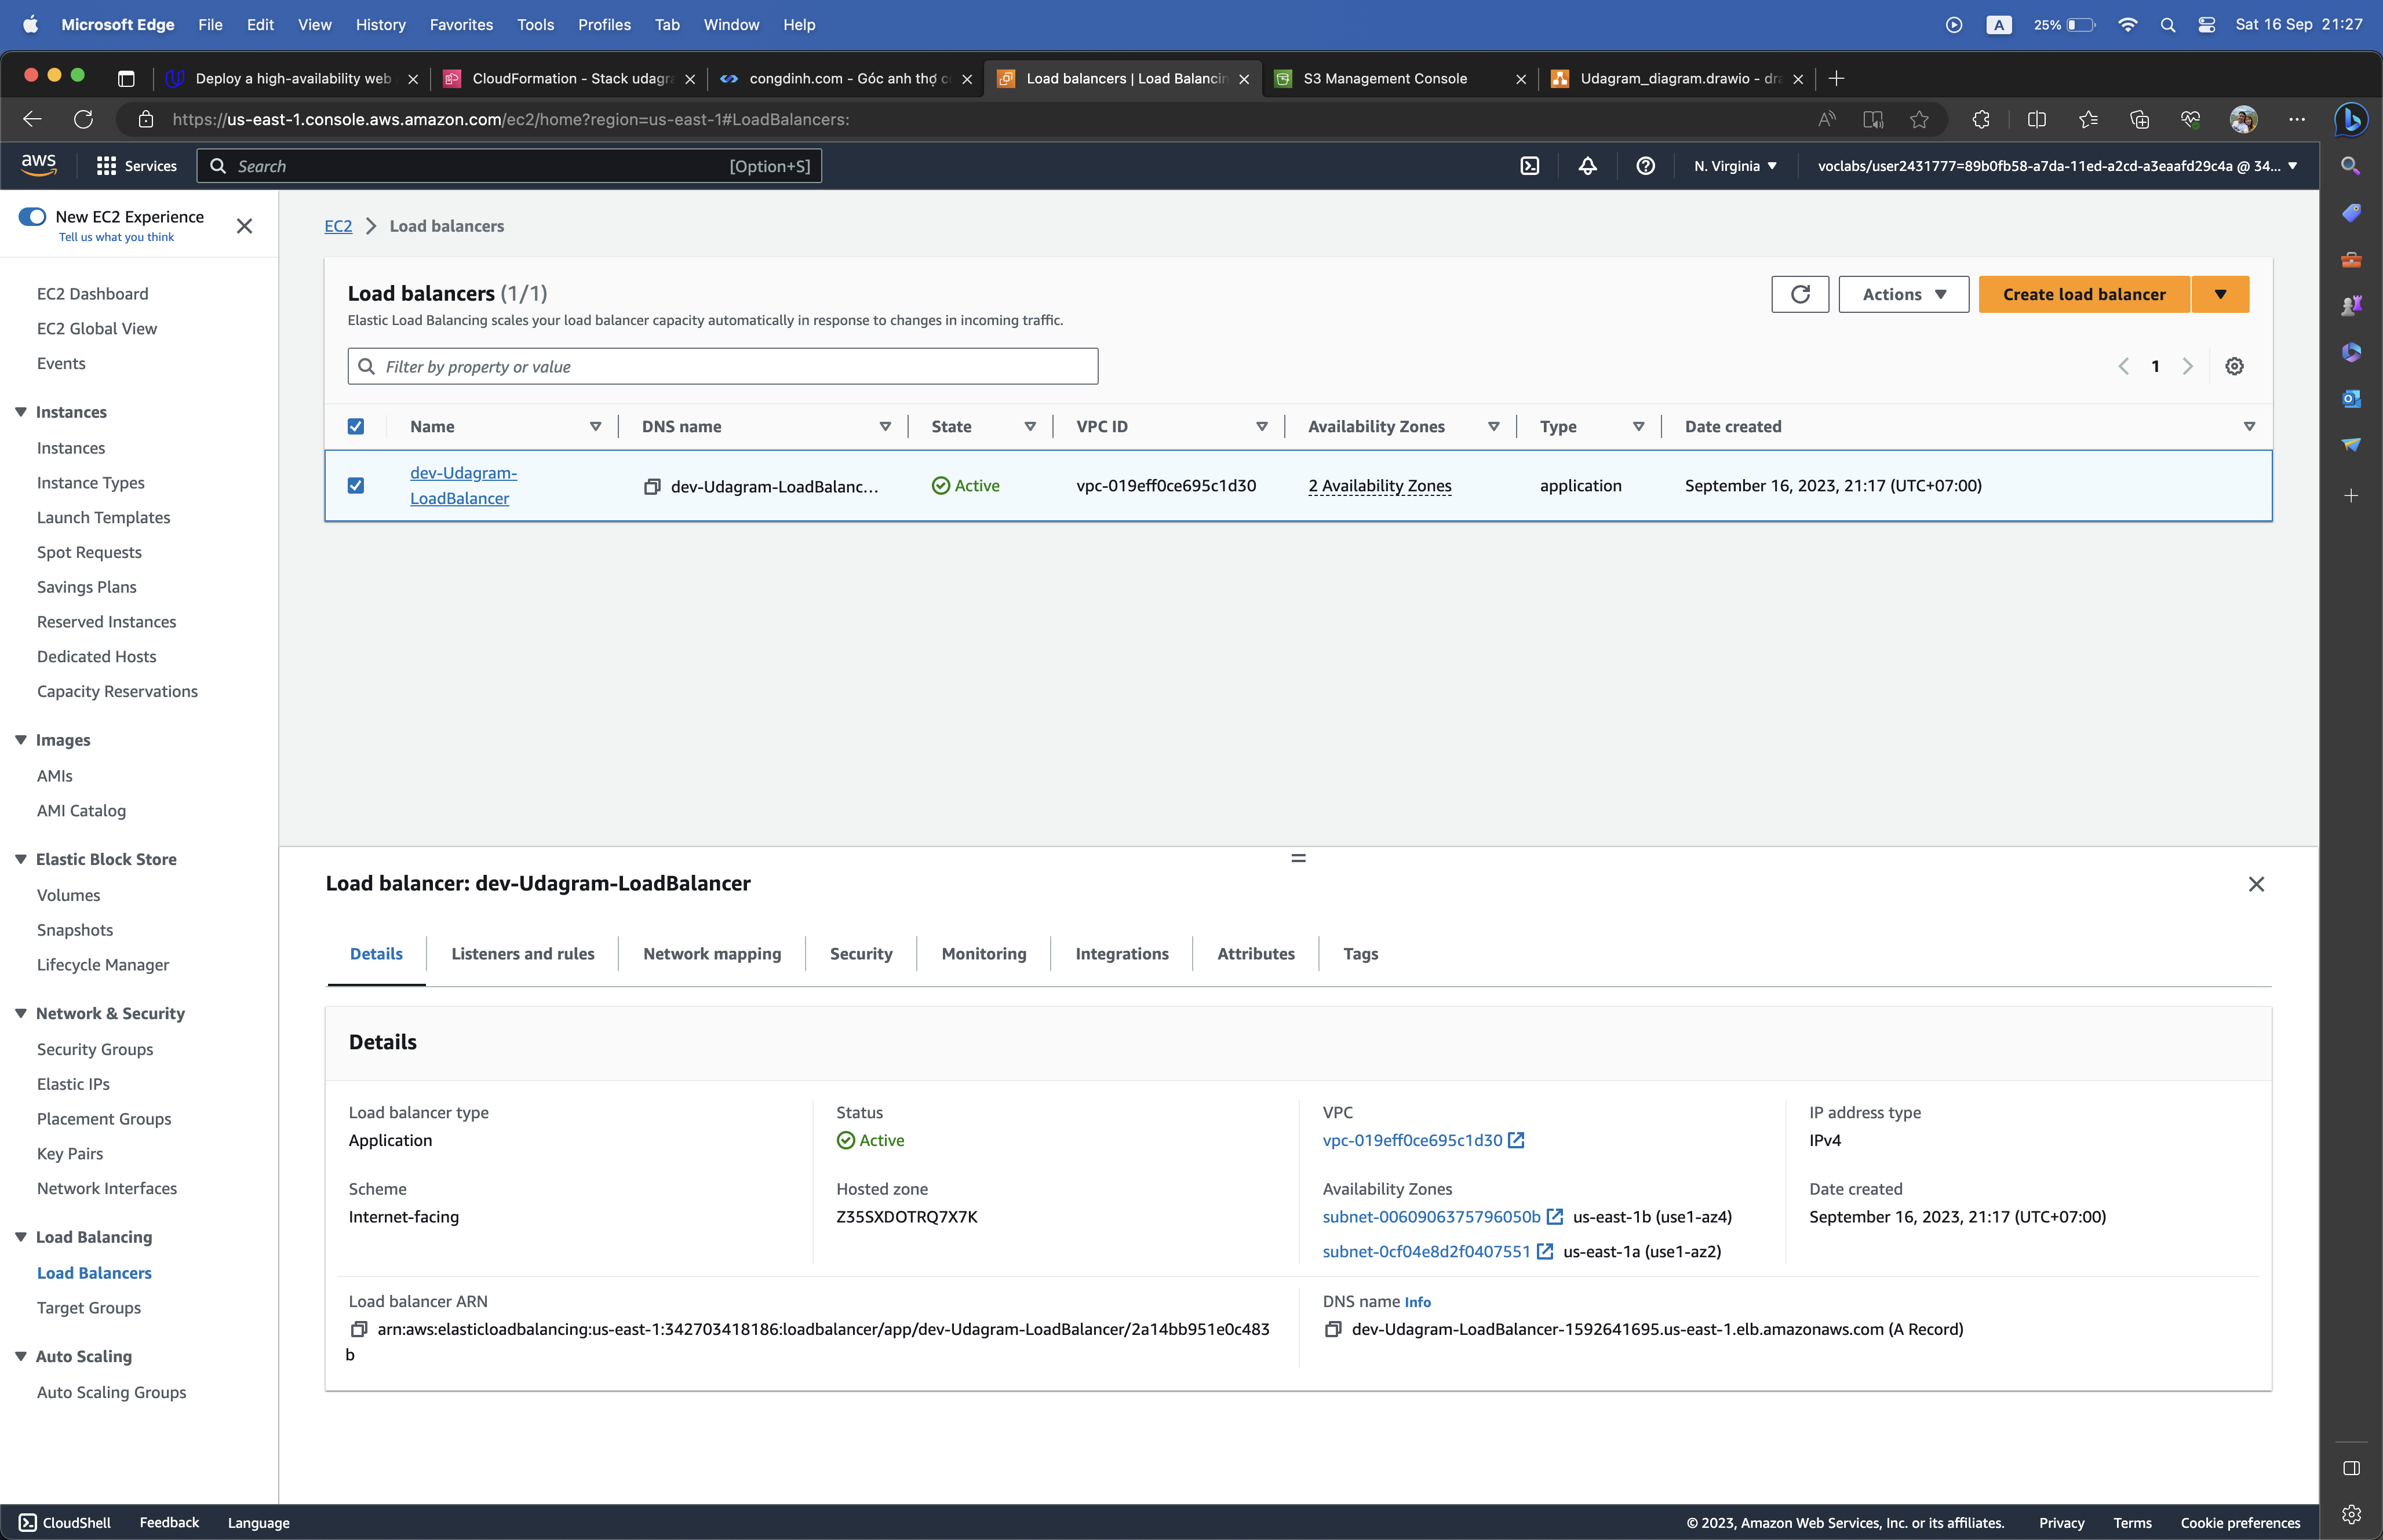 Microsoft Edge File Edit View History Favorites Tools Profiles Tab Window Help A 25% Sat 16 Sep 21:27
Deploy a high-availability web CloudFormation - Stack udagr congdinh.com - Góc anh thợ c Load balancers | Load Balancin S3 Management Console Udagram_diagram.drawio - dr
https://us-east-1.console.aws.amazon.com/ec2/home?region=us-east-1#LoadBalancers:
aws Services Search [Option+S] N. Virginia voclabs/user2431777=89b0fb58-a7da-11ed-a2cd-a3eaafd29c4a @ 34...
New EC2 Experience
Tell us what you think
EC2 Dashboard
EC2 Global View
Events
Instances
Instances
Instance Types
Launch Templates
Spot Requests
Savings Plans
Reserved Instances
Dedicated Hosts
Capacity Reservations
Images
AMIs
AMI Catalog
Elastic Block Store
Volumes
Snapshots
Lifecycle Manager
Network & Security
Security Groups
Elastic IPs
Placement Groups
Key Pairs
Network Interfaces
Load Balancing
Load Balancers
Target Groups
Auto Scaling
Auto Scaling Groups
EC2 Load balancers
Load balancers (1/1)
Elastic Load Balancing scales your load balancer capacity automatically in response to changes in incoming traffic.
Actions Create load balancer
Filter by property or value
1
Name DNS name State VPC ID Availability Zones Type Date created
dev-Udagram-
LoadBalancer
dev-Udagram-LoadBalanc... Active vpc-019eff0ce695c1d30 2 Availability Zones application September 16, 2023, 21:17 (UTC+07:00)
Load balancer: dev-Udagram-LoadBalancer
Details Listeners and rules Network mapping Security Monitoring Integrations Attributes Tags
Details
Load balancer type
Application
Status
Active
VPC
vpc-019eff0ce695c1d30
IP address type
IPv4
Scheme
Internet-facing
Hosted zone
Z35SXDOTRQ7X7K
Availability Zones
subnet-0060906375796050b us-east-1b (use1-az4)
subnet-0cf04e8d2f0407551 us-east-1a (use1-az2)
Date created
September 16, 2023, 21:17 (UTC+07:00)
Load balancer ARN
arn:aws:elasticloadbalancing:us-east-1:342703418186:loadbalancer/app/dev-Udagram-LoadBalancer/2a14bb951e0c483
b
DNS name Info
dev-Udagram-LoadBalancer-1592641695.us-east-1.elb.amazonaws.com (A Record)
CloudShell Feedback Language © 2023, Amazon Web Services, Inc. or its affiliates. Privacy Terms Cookie preferences